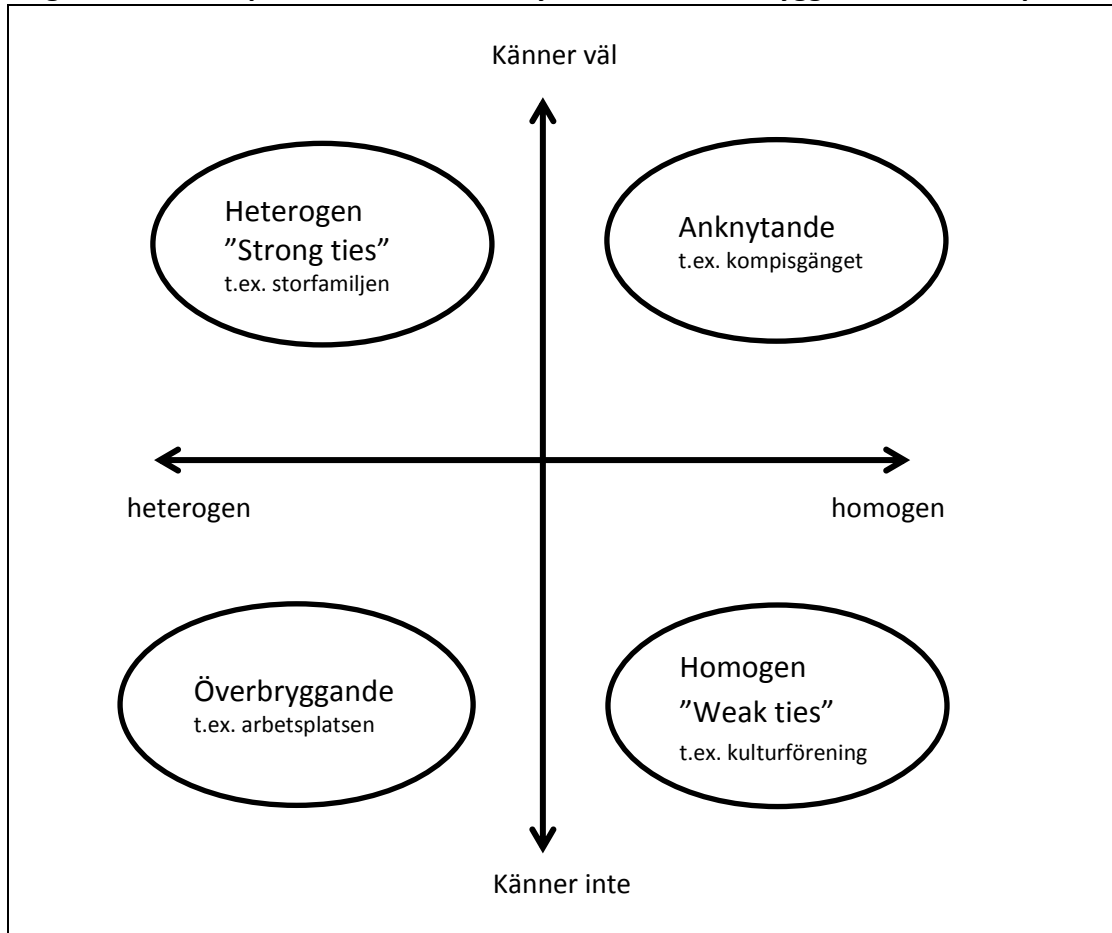 Känner väl
Heterogen
”Strong ties”
t.ex. storfamiljen
Anknytande
t.ex. kompisgänget
heterogen
homogen
Överbryggande
t.ex. arbetsplatsen
Homogen
”Weak ties”
t.ex. kulturförening
Känner inte